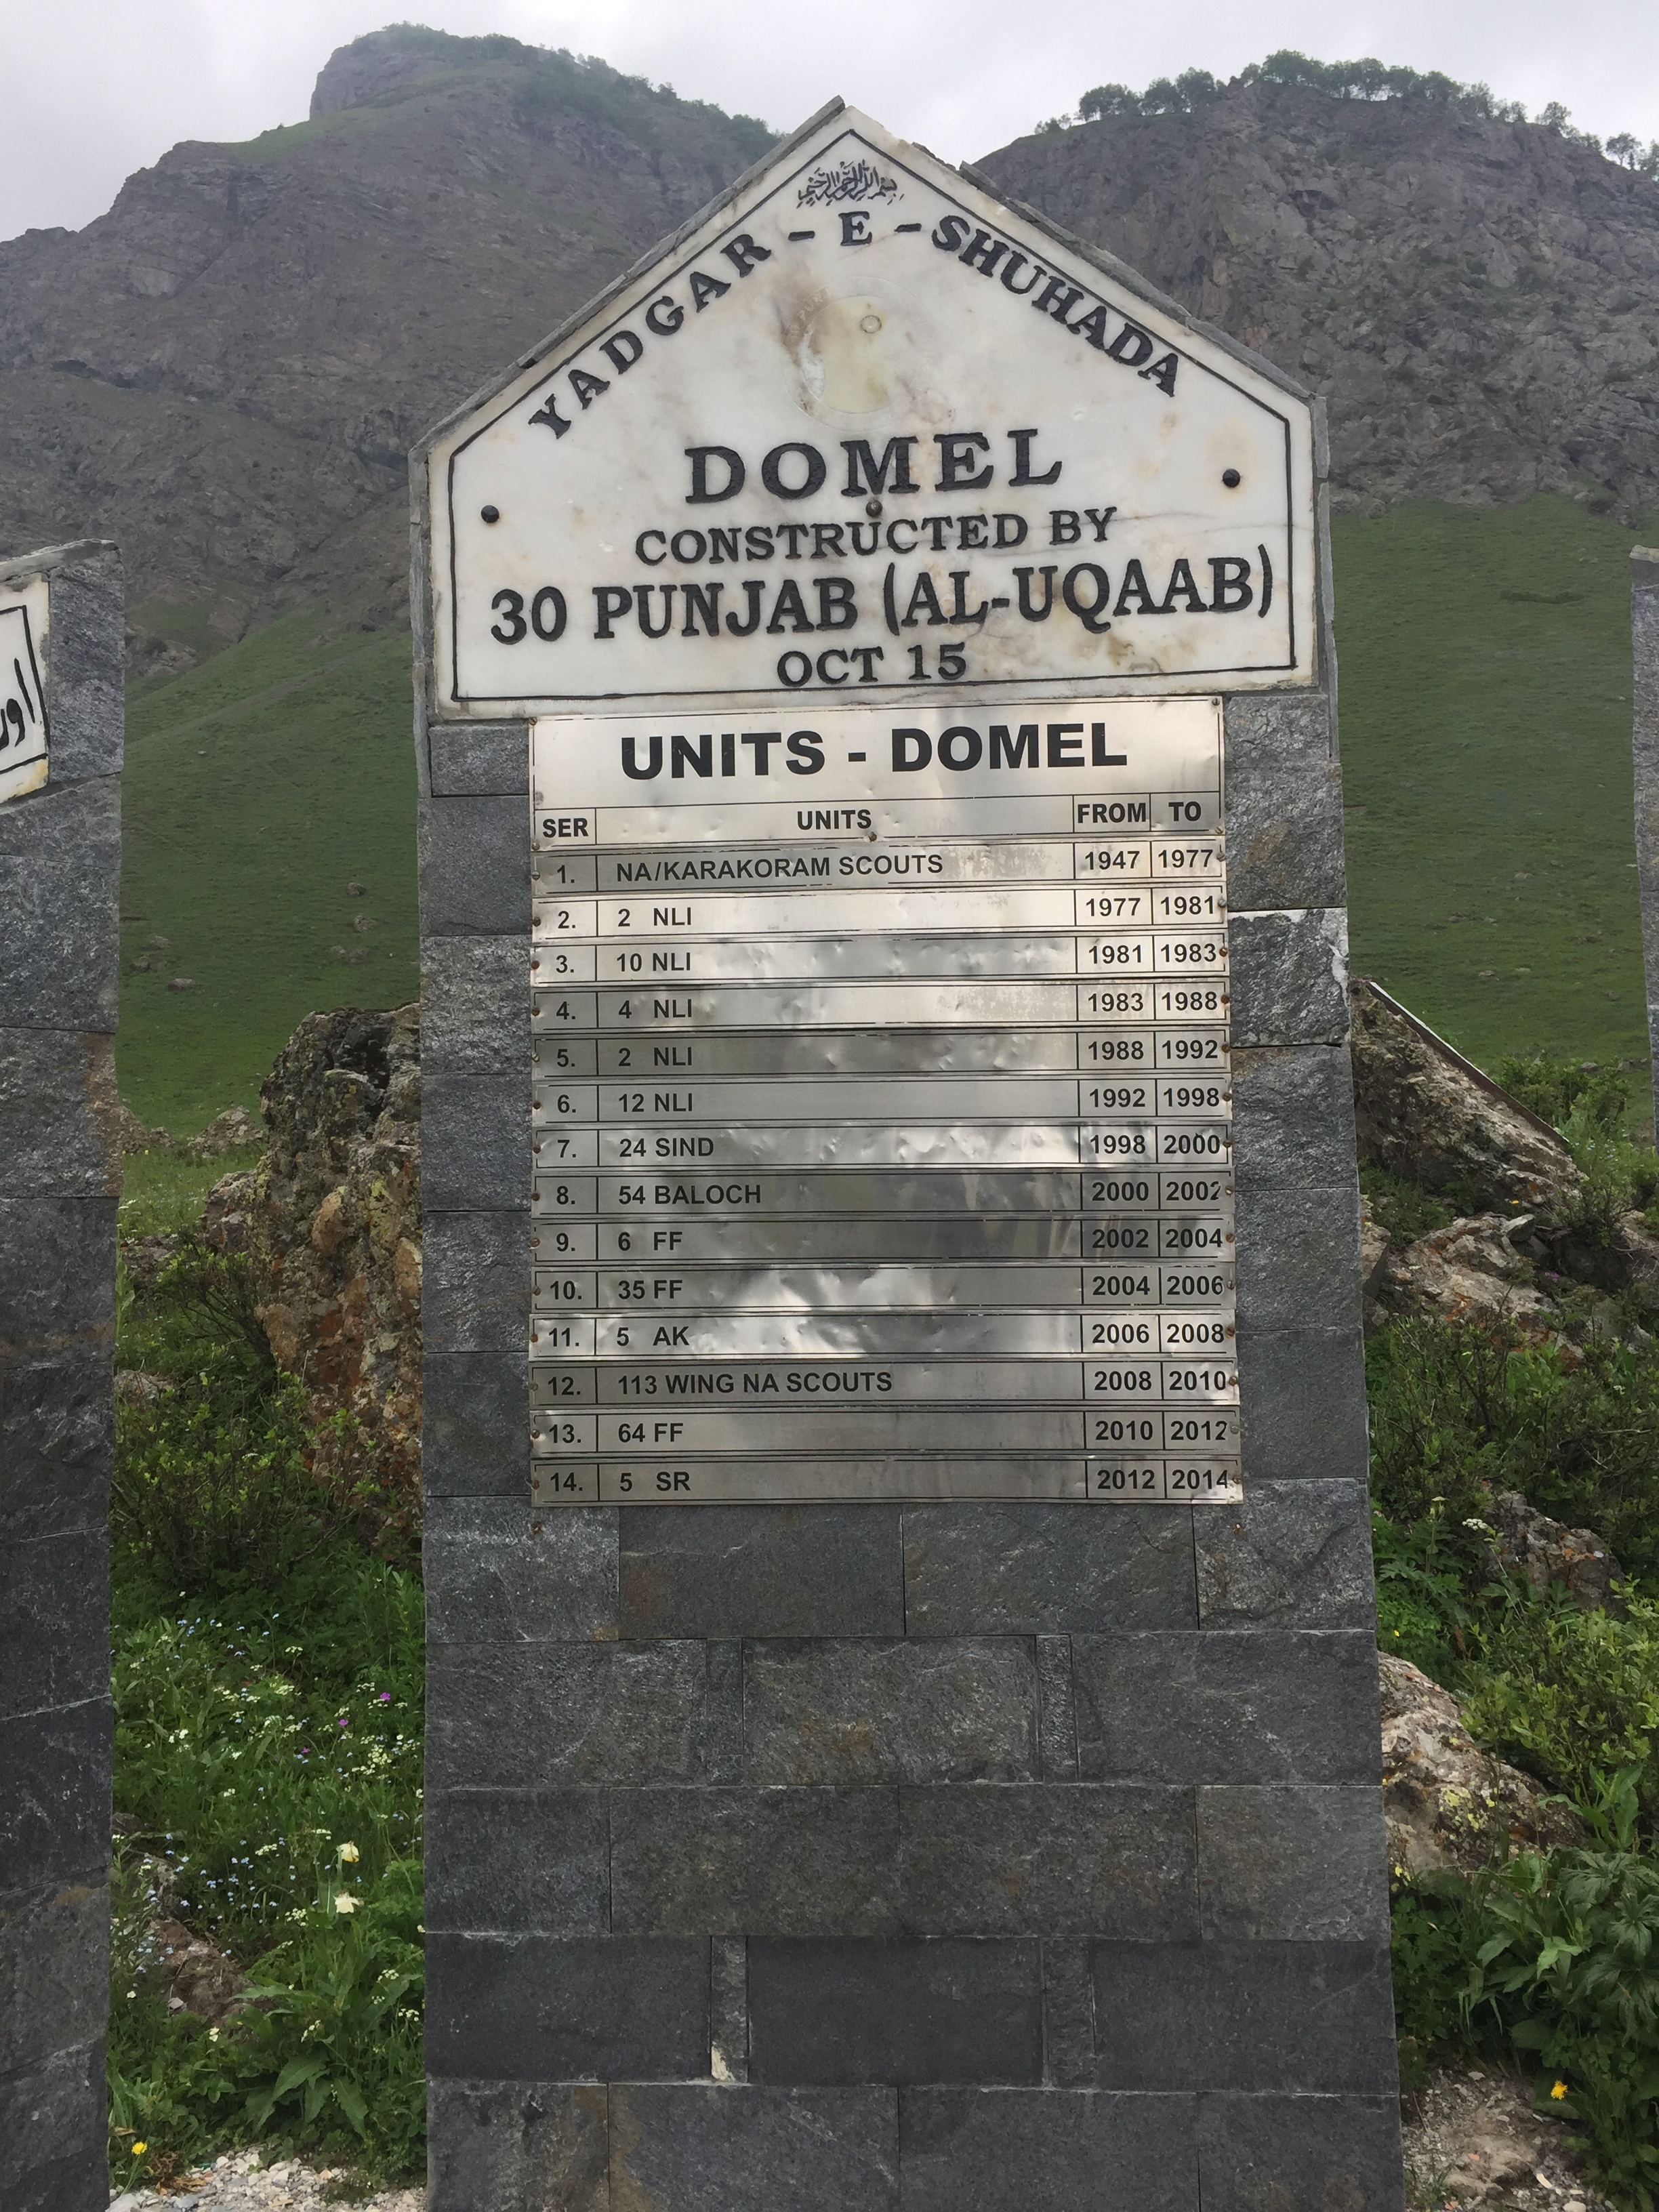 بسم الله الرحمن الرحيم
YADGAR - E - SHUHADA
DOMEL
CONSTRUCTED BY
30 PUNJAB (AL-UQAAB)
OCT 15
UNITS - DOMEL
SER UNITS FROM TO
1. NA/KARAKORAM SCOUTS 1947 1977
2. 2 NLI 1977 1981
3. 10 NLI 1981 1983
4. 4 NLI 1983 1988
5. 2 NLI 1988 1992
6. 12 NLI 1992 1998
7. 24 SIND 1998 2000
8. 54 BALOCH 2000 2002
9. 6 FF 2002 2004
10. 35 FF 2004 2006
11. 5 AK 2006 2008
12. 113 WING NA SCOUTS 2008 2010
13. 64 FF 2010 2012
14. 5 SR 2012 2014